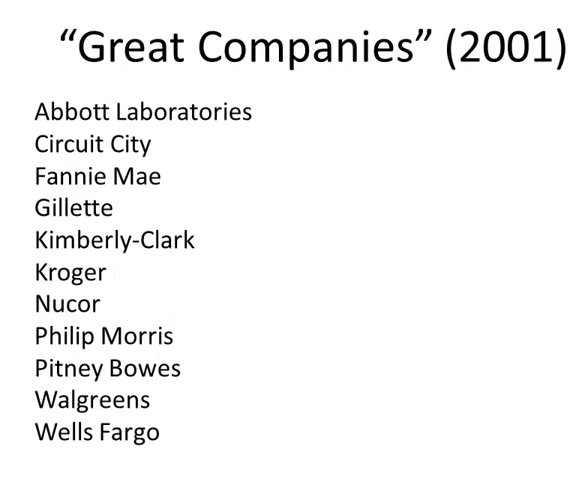 “Great Companies” (2001)
Abbott Laboratories
Circuit City
Fannie Mae
Gillette
Kimberly-Clark
Kroger
Nucor
Philip Morris
Pitney Bowes
Walgreens
Wells Fargo